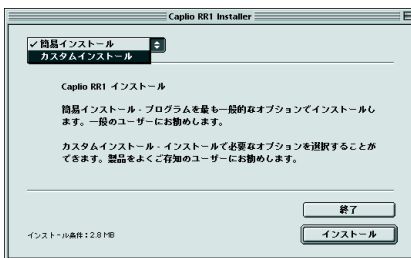 Caplio RR1 Installer
✓簡易インストール
カスタムインストール
Caplio RR1 インストール
簡易インストール - プログラムを最も一般的なオプションでインストールし
ます。一般のユーザーにお勧めします。
カスタムインストール - インストールで必要なオプションを選択することが
できます。製品をよくご存知のユーザーにお勧めします。
終了
インストール条件：2.8 MB
インストール